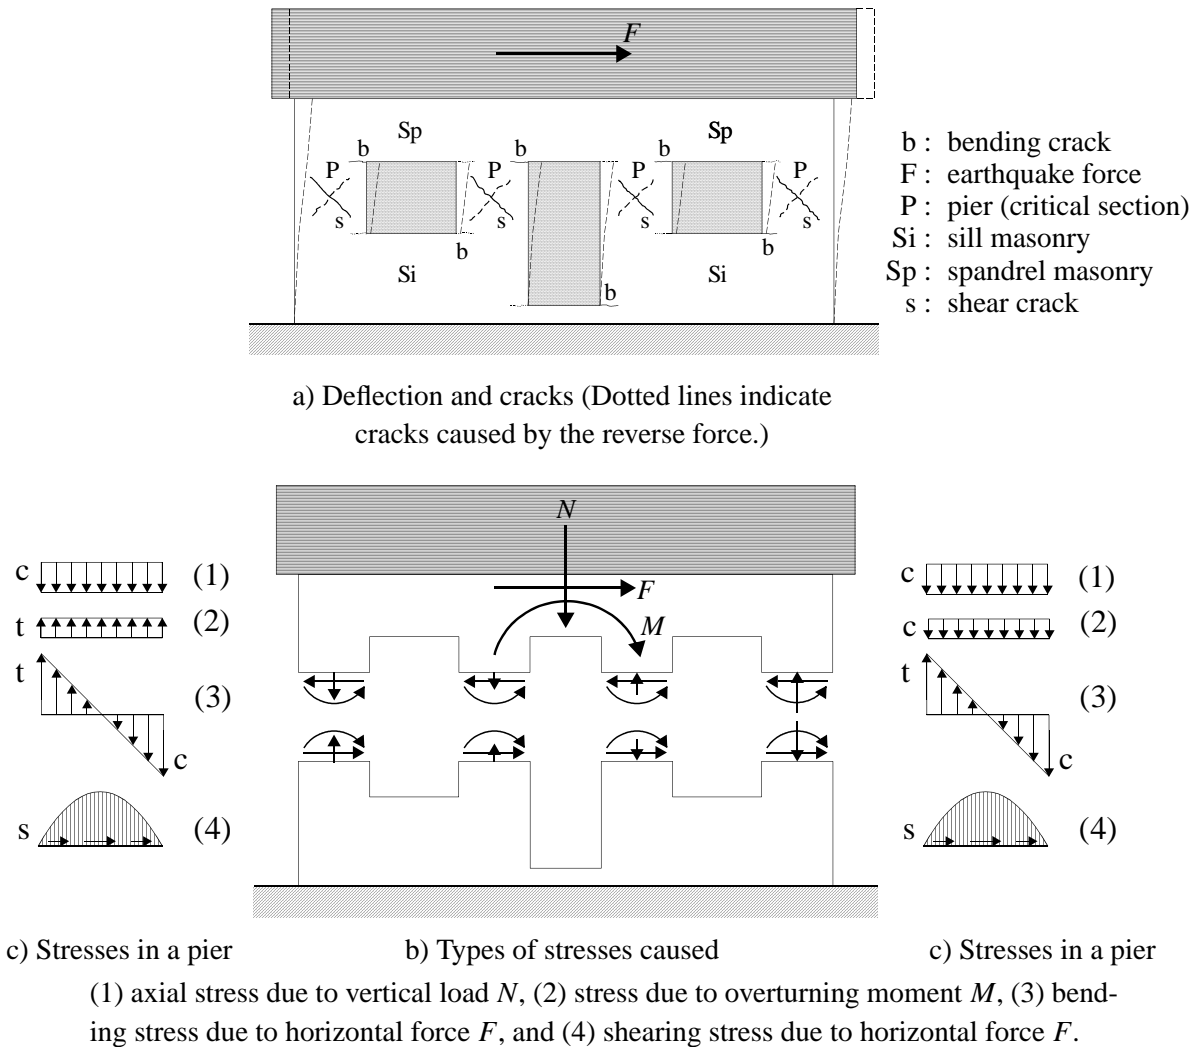 F
Sp
Sp
b
b
b
P
P
P
P
s
s
s
s
b
b
b
Si
Si
b : bending crack
F : earthquake force
P : pier (critical section)
Si : sill masonry
Sp : spandrel masonry
s : shear crack
a) Deflection and cracks (Dotted lines indicate
cracks caused by the reverse force.)
N
F
M
c (1)
t (2)
t
(3)
c
s (4)
c (1)
c (2)
t
(3)
c
s (4)
c) Stresses in a pier
b) Types of stresses caused
c) Stresses in a pier
(1) axial stress due to vertical load N, (2) stress due to overturning moment M, (3) bend-
ing stress due to horizontal force F, and (4) shearing stress due to horizontal force F.